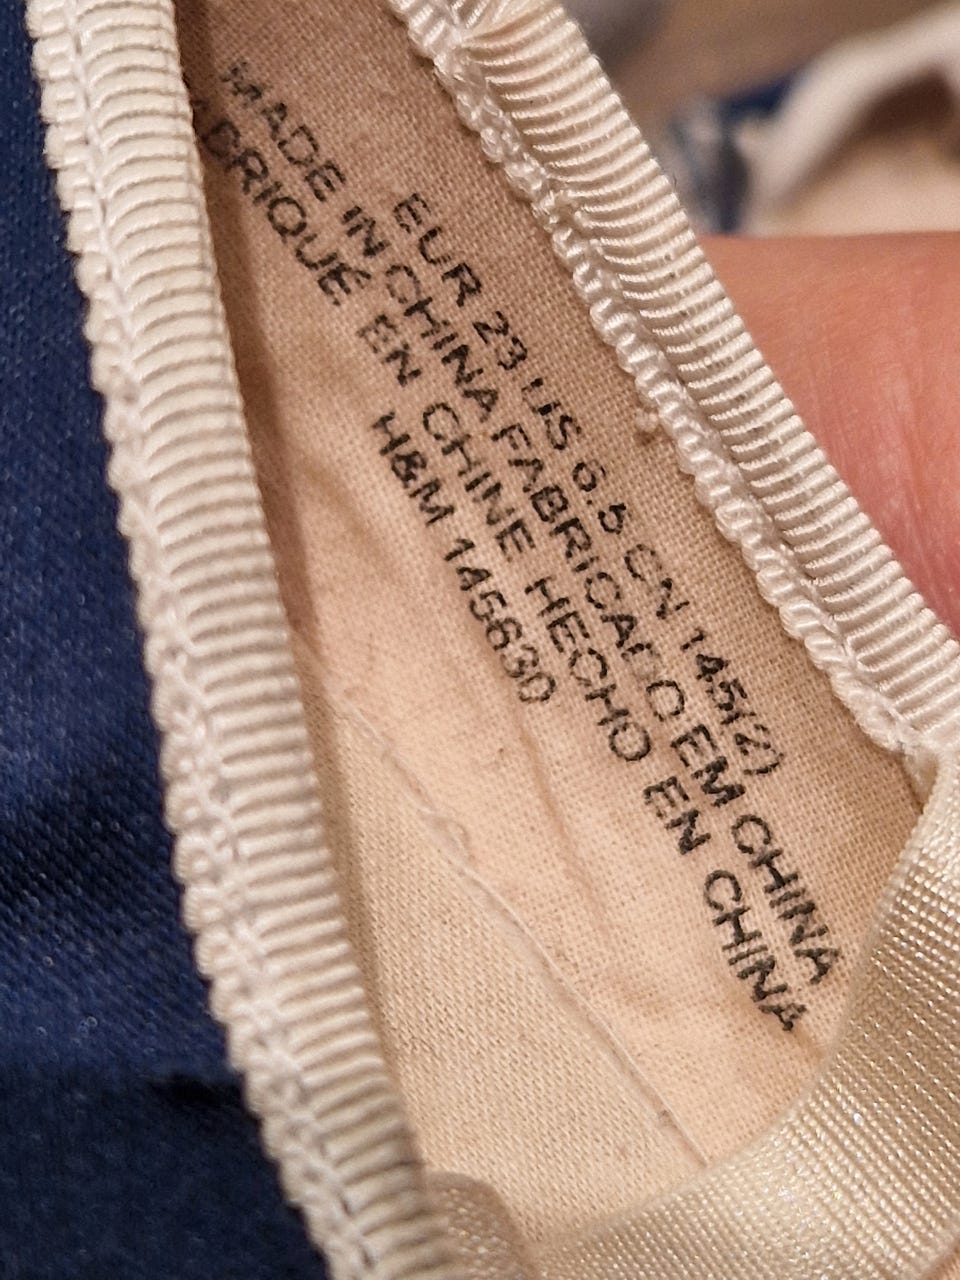 EUR 23 US 6.5 CN 145(2)
MADE IN CHINA FABRICADO EM CHINA
EN CHINE HECHO EN CHINA
H&M 145630